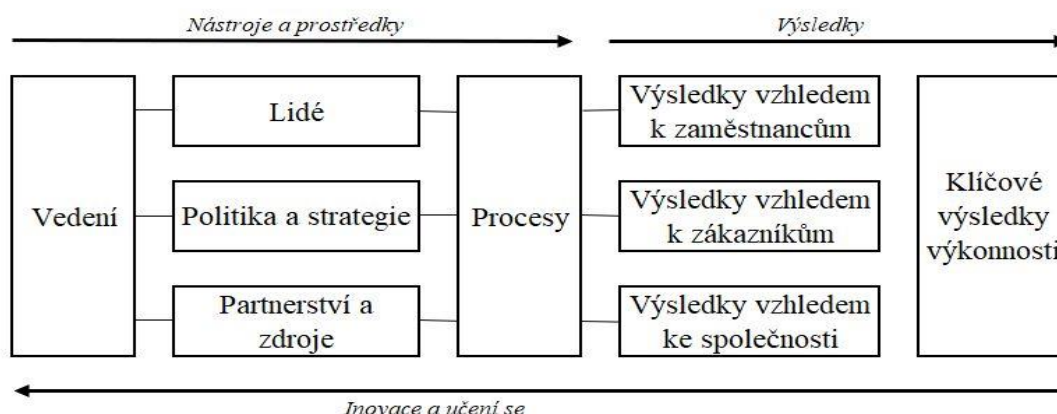 Nástroje a prostředky
Výsledky
Vedení
Lidé
Politika a strategie
Partnerství a
zdroje
Procesy
Výsledky vzhledem
k zaměstnancům
Výsledky vzhledem
k zákazníkům
Výsledky vzhledem
ke společnosti
Klíčové
výsledky
výkonnosti
Inovace a učení se